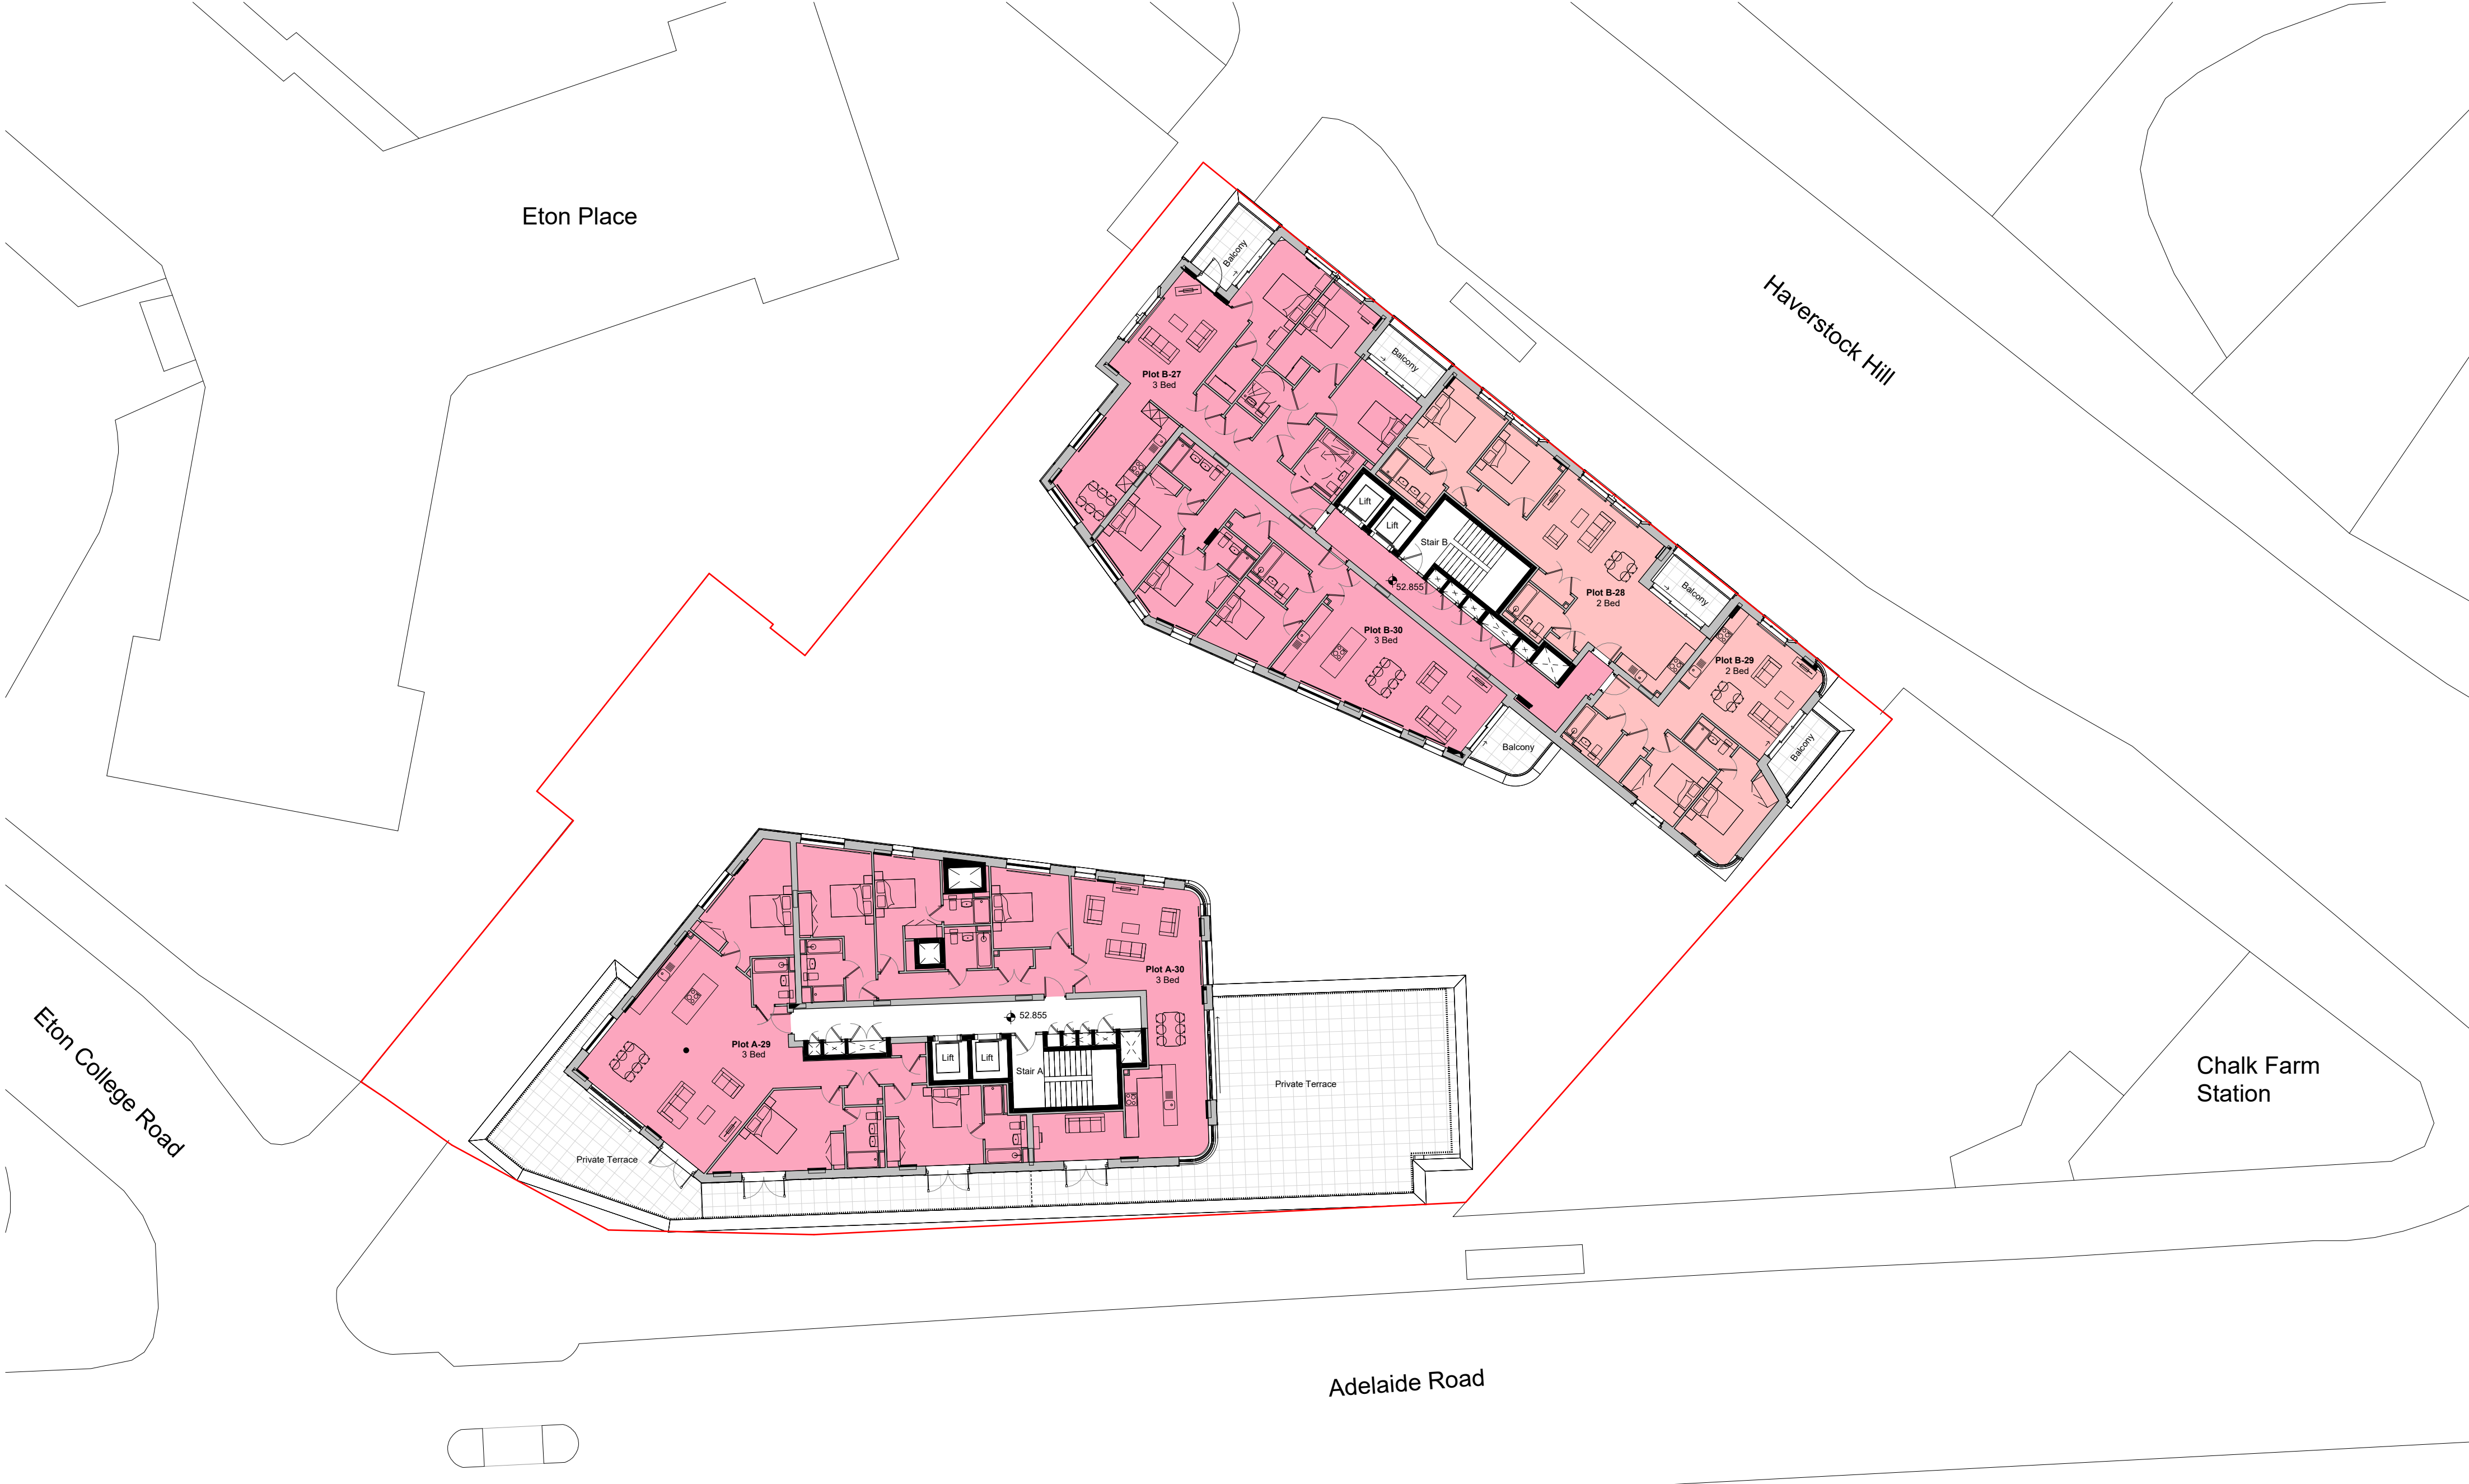 Eton Place
Haverstock Hill
Balcony
Plot B-27
3 Bed
Balcony
Lift
Lift
Stair B
52.855
Plot B-28
2 Bed
Balcony
Plot B-30
3 Bed
Plot B-29
2 Bed
Balcony
Balcony
Plot A-30
3 Bed
52.855
Plot A-29
3 Bed
Lift
Lift
Stair A
Private Terrace
Private Terrace
Eton College Road
Chalk Farm
Station
Adelaide Road